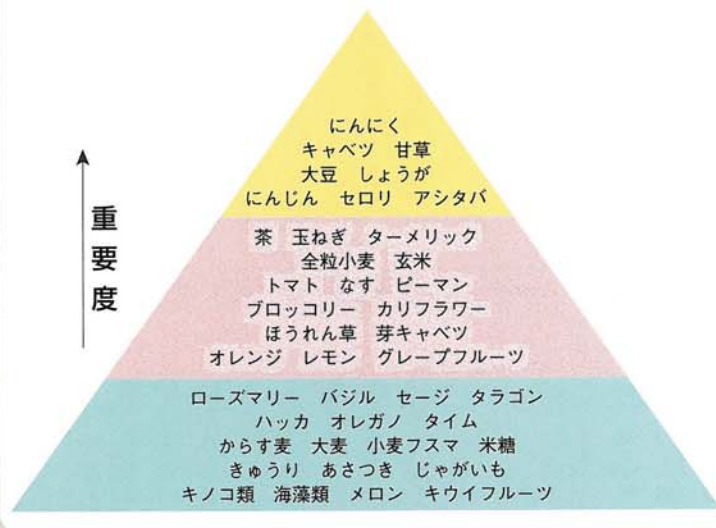 にんにく
キャベツ 甘草
大豆 しょうが
にんじん セロリ アシタバ
茶 玉ねぎ ターメリック
全粒小麦 玄米
トマト なす ピーマン
ブロッコリー カリフラワー
ほうれん草 芽キャベツ
オレンジ レモン グレープフルーツ
ローズマリー バジル セージ タラゴン
ハッカ オレガノ タイム
からす麦 大麦 小麦フスマ 米糖
きゅうり あさつき じゃがいも
キノコ類 海藻類 メロン キウイフルーツ
重要度